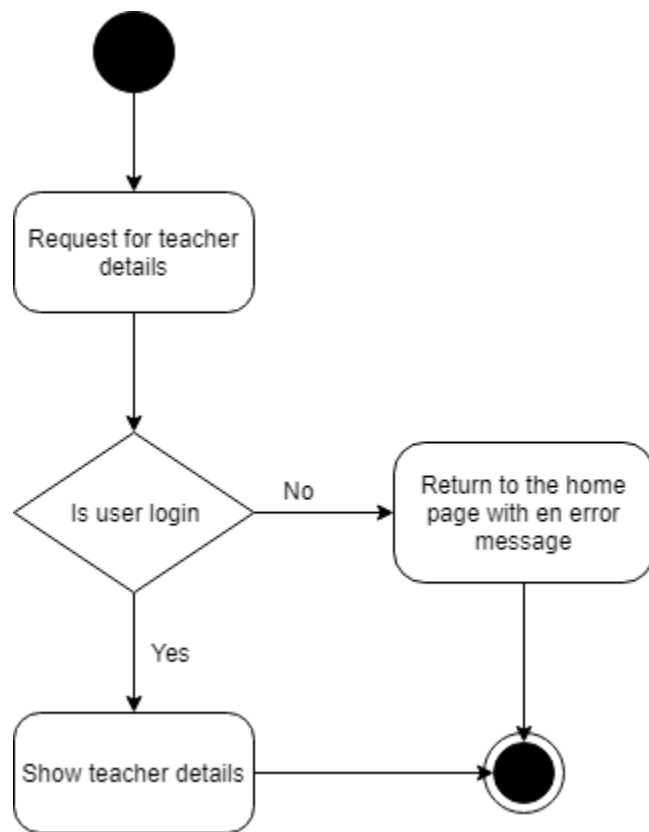 Request for teacher
details
Is user login
No
Return to the home
page with en error
message
Yes
Show teacher details